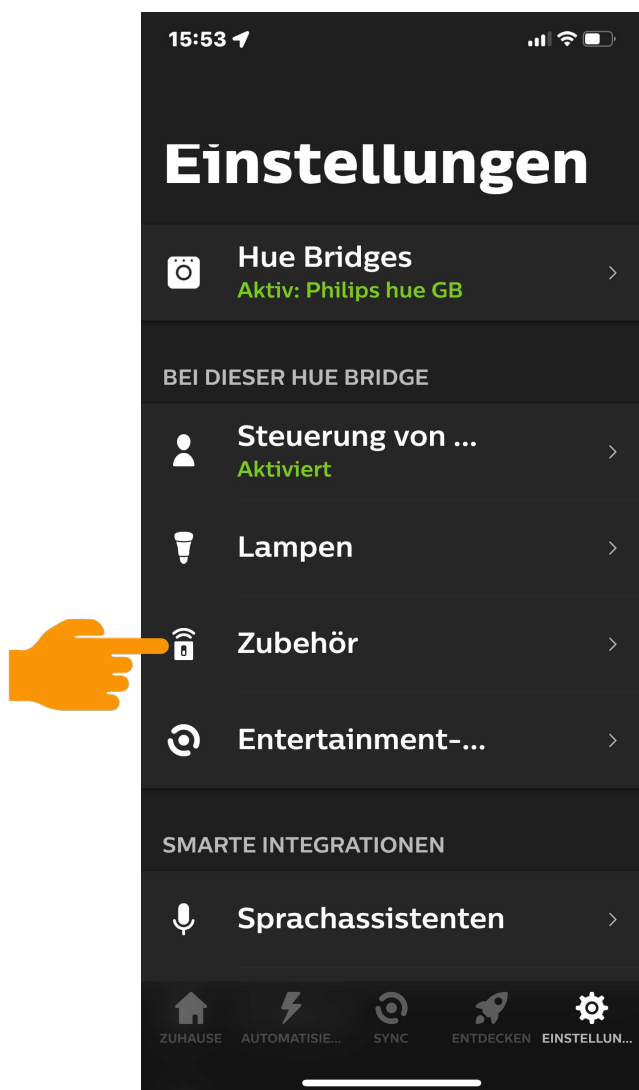 15:53
Einstellungen
Hue Bridges
Aktiv: Philips hue GB
BEI DIESER HUE BRIDGE
Steuerung von ...
Aktiviert
Lampen
Zubehör
Entertainment-...
SMARTE INTEGRATIONEN
Sprachassistenten
ZUHAUSE AUTOMATISIE... SYNC ENTDECKEN EINSTELLUN...